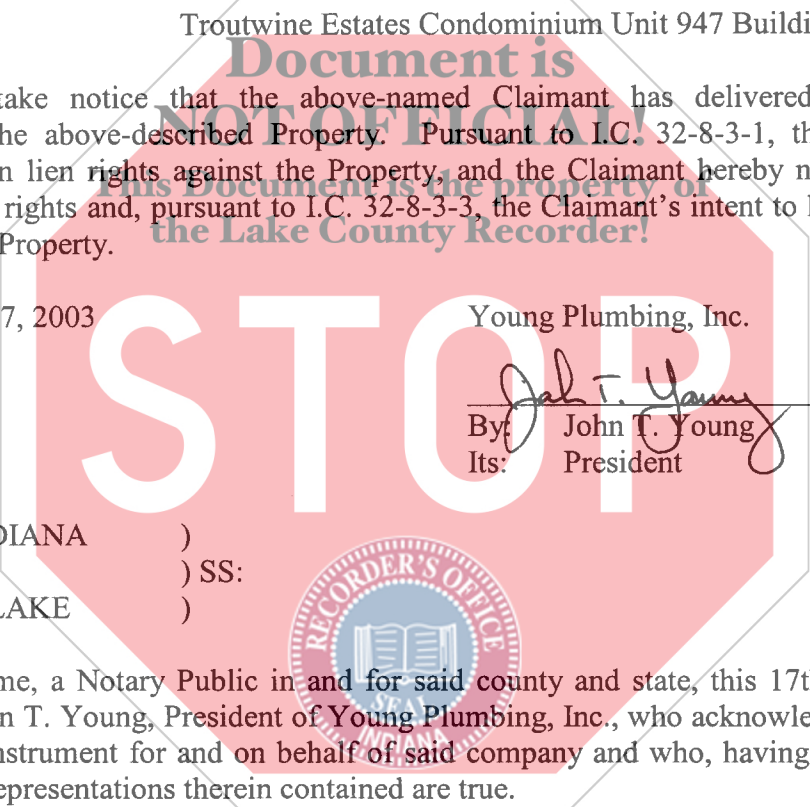 Troutwine Estates Condominium Unit 947 Buildi
Document is
take notice that the above-named Claimant has delivered
NOT OFFICIAL!
he above-described Property. Pursuant to I.C. 32-8-3-1, th
n lien rights against the Property, and the Claimant hereby n
This Document is the property of
rights and, pursuant to I.C. 32-8-3-3, the Claimant's intent to
the Lake County Recorder!
Property.
7, 2003
Young Plumbing, Inc.
STOP
John T. Young
By: John T. Young
Its: President
DIANA )
) SS:
LAKE )
RECORDER'S OFFICE
SEAL
INDIANA
me, a Notary Public in and for said county and state, this 17t
n T. Young, President of Young Plumbing, Inc., who acknowle
nstrument for and on behalf of said company and who, having
epresentations therein contained are true.